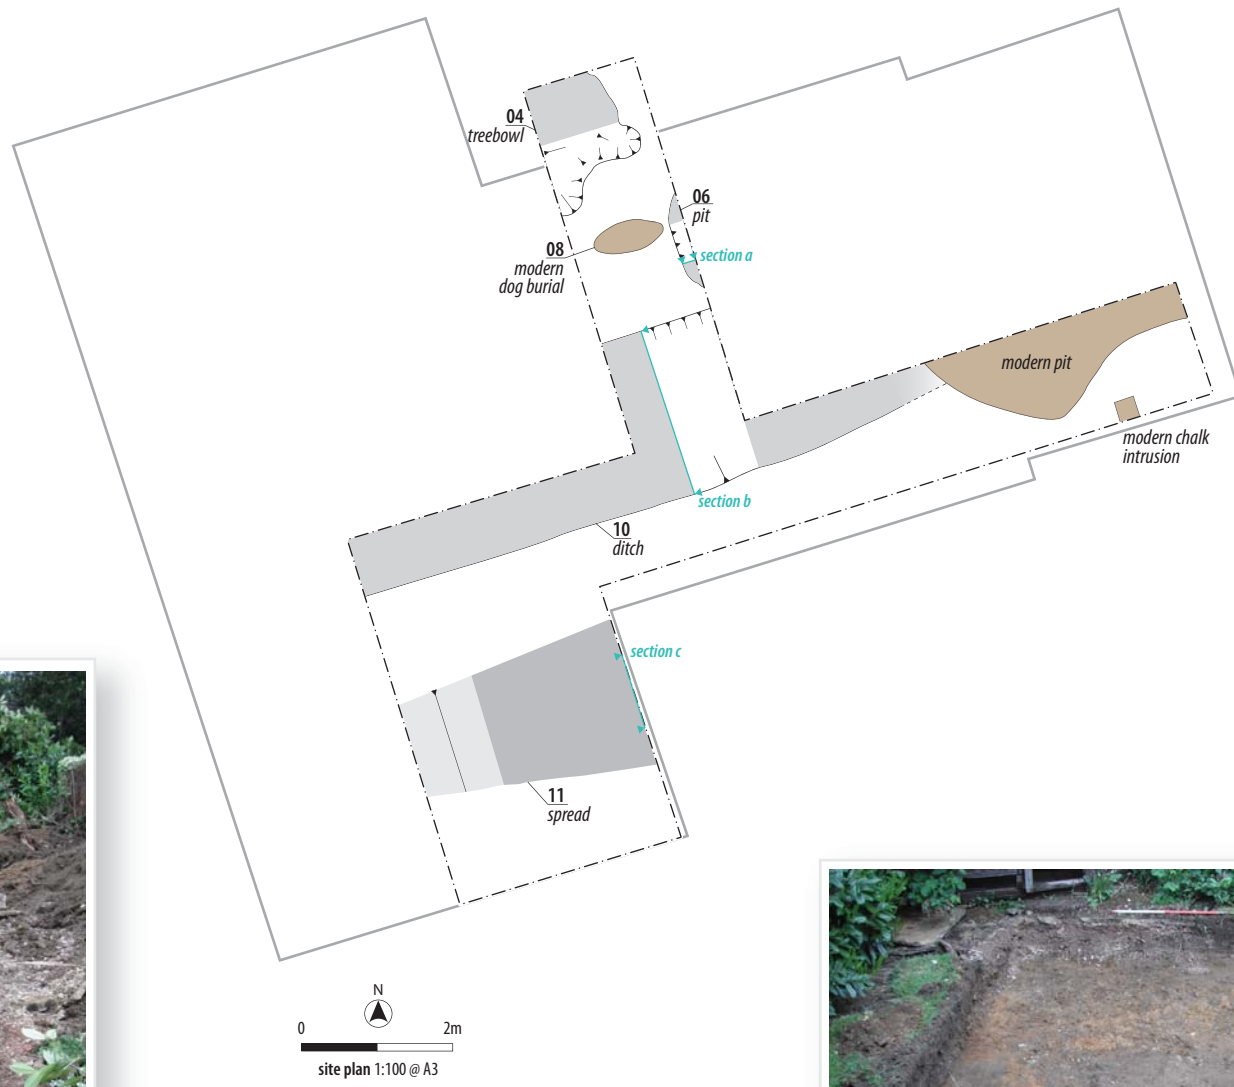 04
treebowl
06
pit
section a
08
modern
dog burial
modern pit
modern chalk
intrusion
section b
10
ditch
section c
11
spread
N
0 2m
site plan 1:100 @ A3